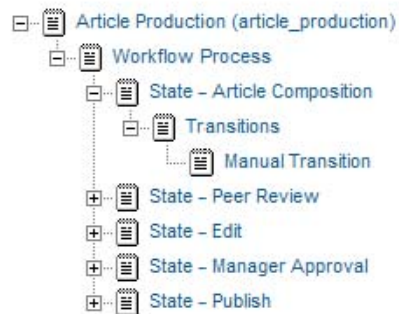 Article Production (article_production)
Workflow Process
State – Article Composition
Transitions
Manual Transition
State – Peer Review
State – Edit
State – Manager Approval
State – Publish